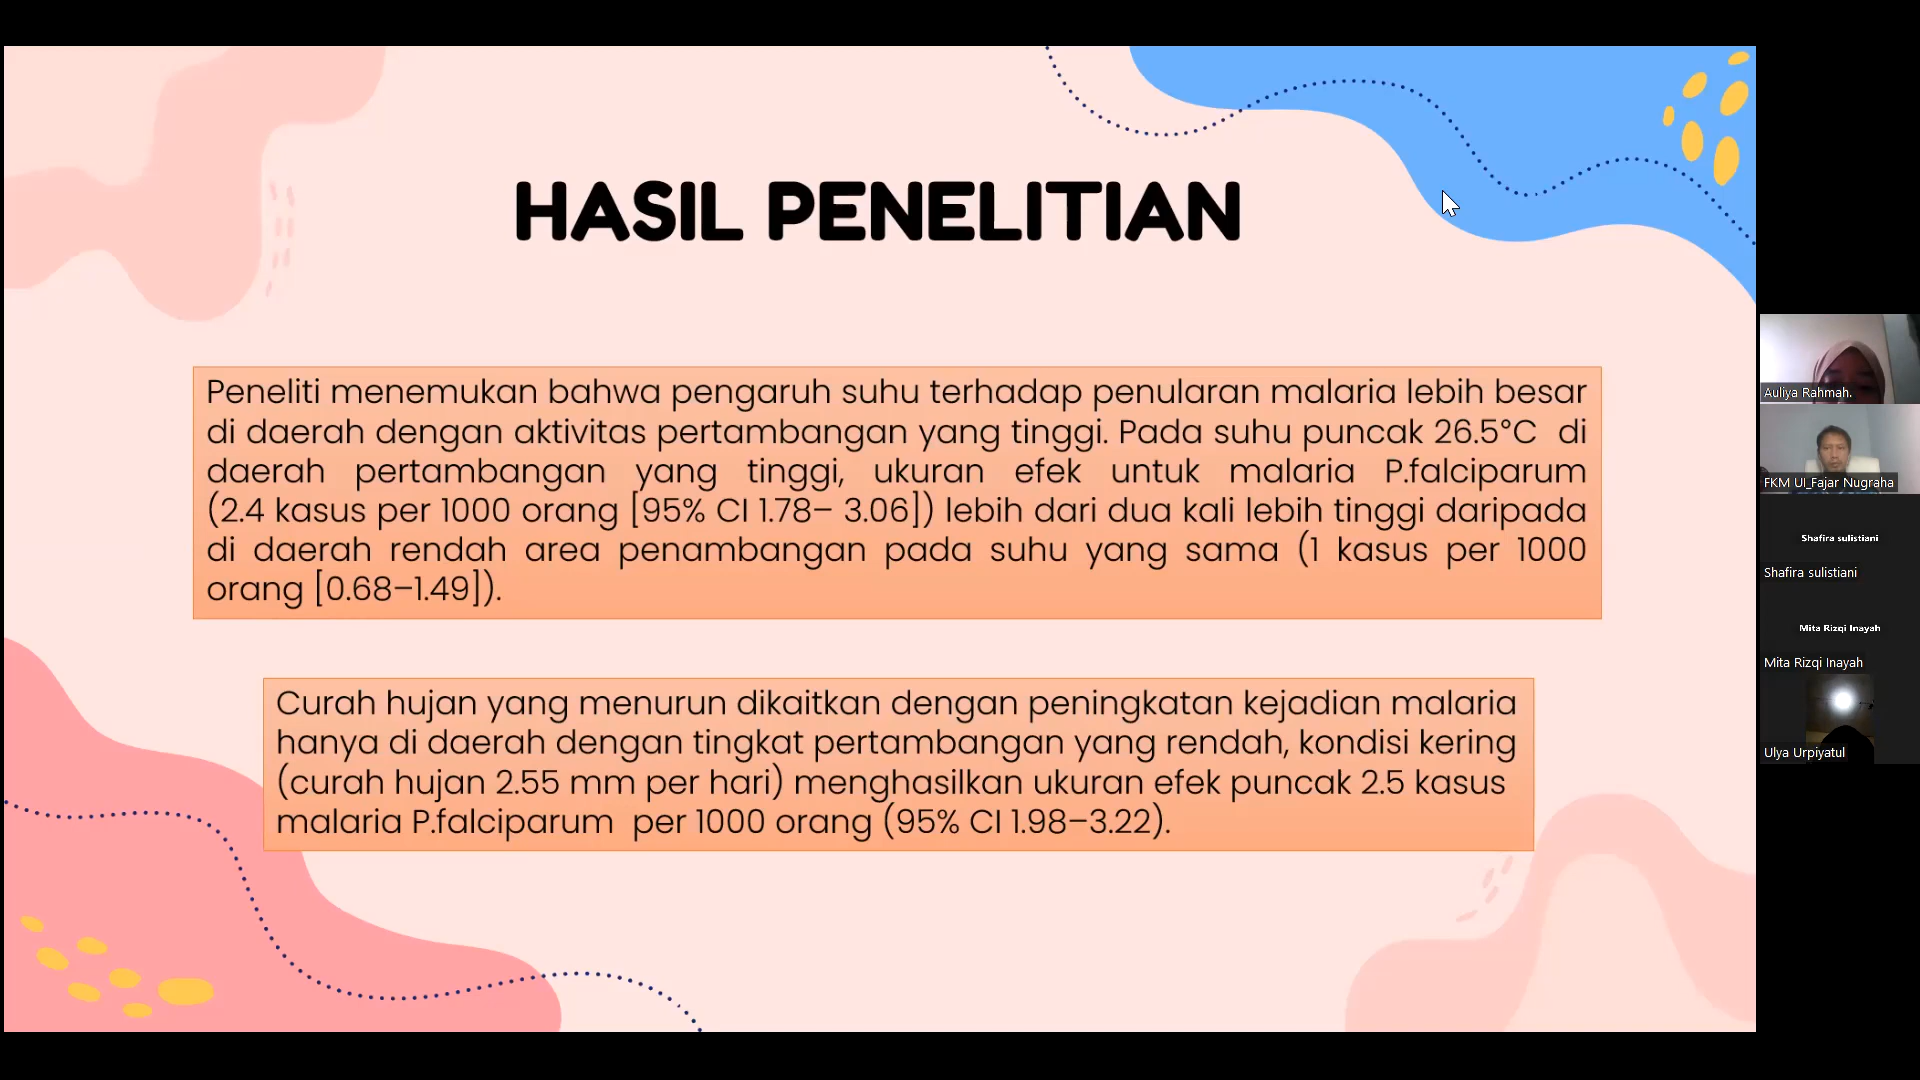 HASIL PENELITIAN
Peneliti menemukan bahwa pengaruh suhu terhadap penularan malaria lebih besar
di daerah dengan aktivitas pertambangan yang tinggi. Pada suhu puncak 26.5°C di
daerah pertambangan yang tinggi, ukuran efek untuk malaria P.falciparum
(2.4 kasus per 1000 orang [95% CI 1.78– 3.06]) lebih dari dua kali lebih tinggi daripada
di daerah rendah area penambangan pada suhu yang sama (1 kasus per 1000
orang [0.68–1.49]).
Curah hujan yang menurun dikaitkan dengan peningkatan kejadian malaria
hanya di daerah dengan tingkat pertambangan yang rendah, kondisi kering
(curah hujan 2.55 mm per hari) menghasilkan ukuran efek puncak 2.5 kasus
malaria P.falciparum per 1000 orang (95% CI 1.98–3.22).
Auliya Rahmah.
FKM UI_Fajar Nugraha
Shafira sulistiani
Shafira sulistiani
Mita Rizqi Inayah
Mita Rizqi Inayah
Ulya Urpiyatul